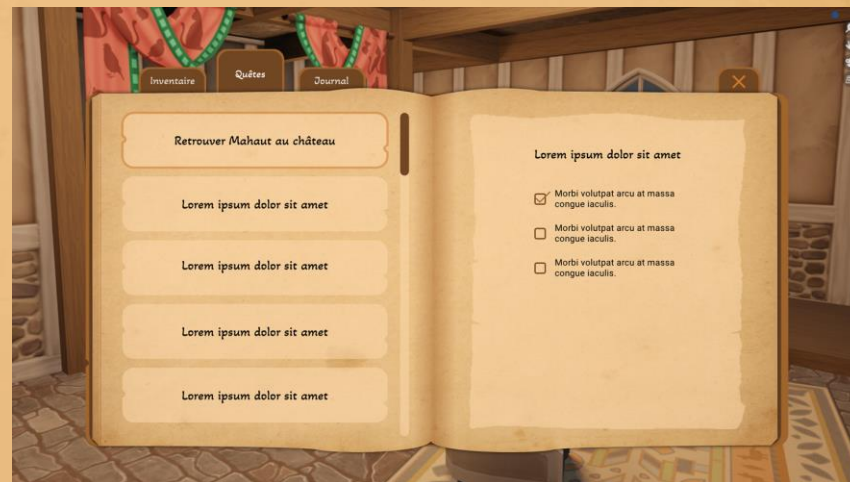 Inventaire
Quêtes
Journal
Retrouver Mahaut au château
Lorem ipsum dolor sit amet
Lorem ipsum dolor sit amet
Lorem ipsum dolor sit amet
Lorem ipsum dolor sit amet
Lorem ipsum dolor sit amet
Morbi volutpat arcu at massa
congue iaculis.
Morbi volutpat arcu at massa
congue iaculis.
Morbi volutpat arcu at massa
congue iaculis.